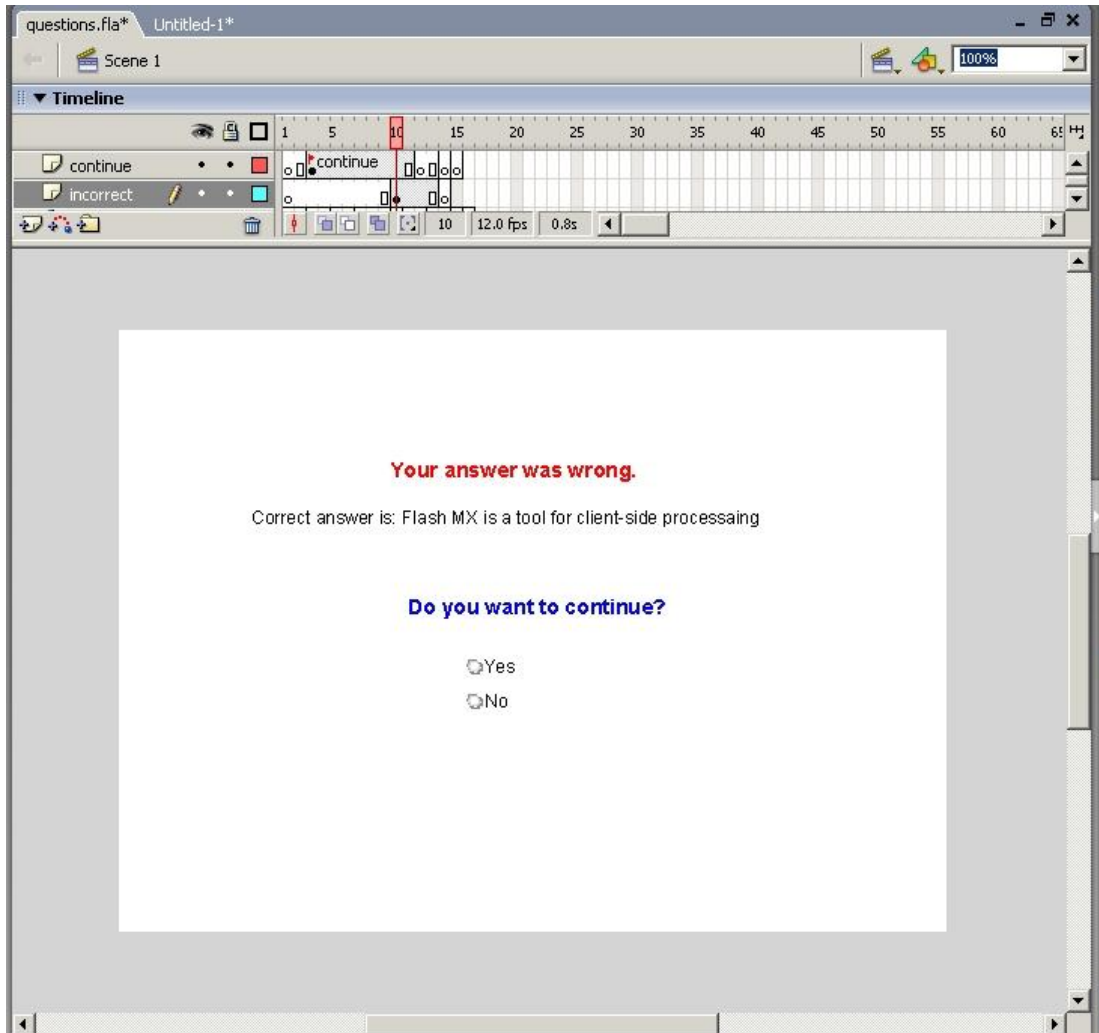 questions.fla* Untitled-1*
Scene 1 100%
Timeline
1 5 10 15 20 25 30 35 40 45 50 55 60 65
continue continue
incorrect
10 12.0 fps 0.8s
Your answer was wrong.
Correct answer is: Flash MX is a tool for client-side processaing
Do you want to continue?
Yes
No